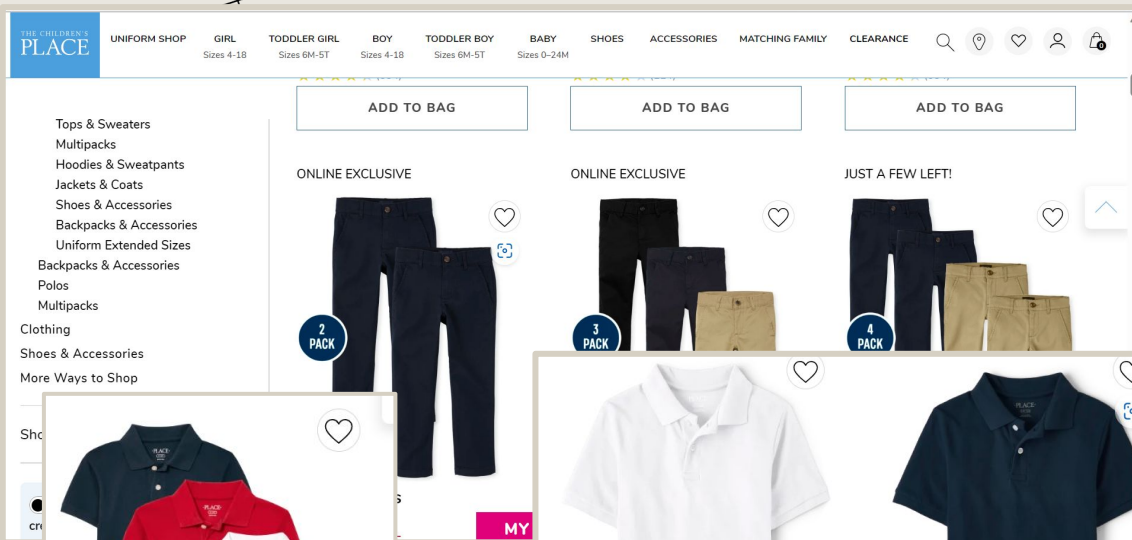 THE CHILDREN'S
PLACE
UNIFORM SHOP
GIRL
Sizes 4-18
TODDLER GIRL
Sizes 6M-5T
BOY
Sizes 4-18
TODDLER BOY
Sizes 6M-5T
BABY
Sizes 0–24M
SHOES
ACCESSORIES
MATCHING FAMILY
CLEARANCE
0
ADD TO BAG
ADD TO BAG
ADD TO BAG
Tops & Sweaters
Multipacks
Hoodies & Sweatpants
Jackets & Coats
Shoes & Accessories
Backpacks & Accessories
Uniform Extended Sizes
Backpacks & Accessories
Polos
Multipacks
Clothing
Shoes & Accessories
More Ways to Shop
ONLINE EXCLUSIVE
2
PACK
ONLINE EXCLUSIVE
3
PACK
JUST A FEW LEFT!
4
PACK
PLACE
PLACE
PLACE
MY